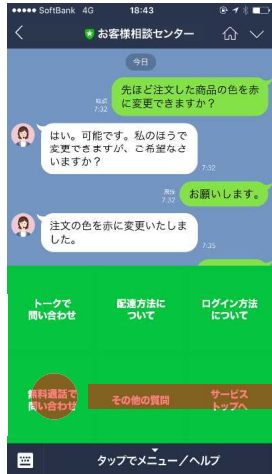 SoftBank 4G 18:43
お客様相談センター
今日
先ほど注文した商品の色を赤
に変更できますか？
7:32
はい。可能です。私のほうで
変更できますが、ご希望なさ
いますか？
7:32
お願いします。
7:32
注文の色を赤に変更いたしま
した。
7:35
トークで
問い合わせ
配達方法に
ついて
ログイン方法
について
無料通話で
問い合わせ
その他の質問
サービス
トップへ
タップでメニュー／ヘルプ